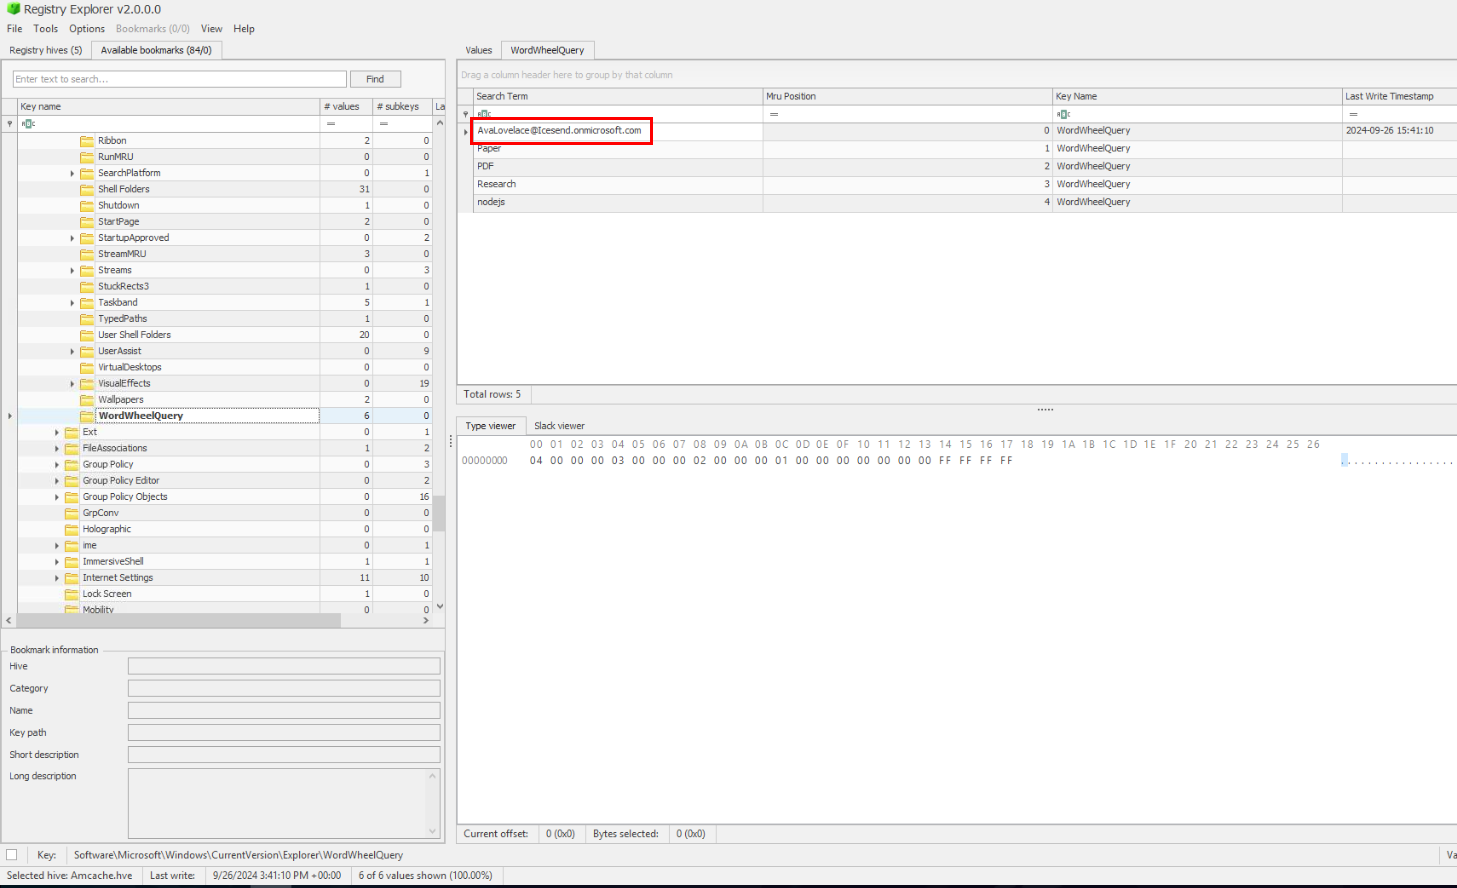 Registry Explorer v2.0.0.0
File Tools Options Bookmarks (0/0) View Help
Registry hives (5) Available bookmarks (84/0)
Enter text to search... Find
Key name # values # subkeys La
= =
Ribbon 2 0
RunMRU 0 0
SearchPlatform 0 1
Shell Folders 31 0
Shutdown 1 0
StartPage 2 0
StartupApproved 0 2
StreamMRU 3 0
Streams 0 3
StuckRects3 1 0
Taskband 5 1
TypedPaths 1 0
User Shell Folders 20 0
UserAssist 0 9
VirtualDesktops 0 0
VisualEffects 0 19
Wallpapers 2 0
WordWheelQuery 6 0
Ext 0 1
FileAssociations 1 2
Group Policy 0 3
Group Policy Editor 0 2
Group Policy Objects 0 16
GrpConv 0 0
Holographic 0 0
ime 0 1
ImmersiveShell 1 1
Internet Settings 11 10
Lock Screen 1 0
Mobility 0 0
Bookmark information
Hive
Category
Name
Key path
Short description
Long description
Values WordWheelQuery
Drag a column header here to group by that column
Search Term Mru Position Key Name Last Write Timestamp
= =
AvaLovelace@Icesend.onmicrosoft.com 0 WordWheelQuery 2024-09-26 15:41:10
Paper 1 WordWheelQuery
PDF 2 WordWheelQuery
Research 3 WordWheelQuery
nodejs 4 WordWheelQuery
Total rows: 5
Type viewer Slack viewer
00 01 02 03 04 05 06 07 08 09 0A 0B 0C 0D 0E 0F 10 11 12 13 14 15 16 17 18 19 1A 1B 1C 1D 1E 1F 20 21 22 23 24 25 26
00000000 04 00 00 00 03 00 00 00 02 00 00 00 01 00 00 00 00 00 00 00 FF FF FF FF ................
Current offset: 0 (0x0) Bytes selected: 0 (0x0)
Key: Software\Microsoft\Windows\CurrentVersion\Explorer\WordWheelQuery Va
Selected hive: Amcache.hve Last write: 9/26/2024 3:41:10 PM +00:00 6 of 6 values shown (100.00%)